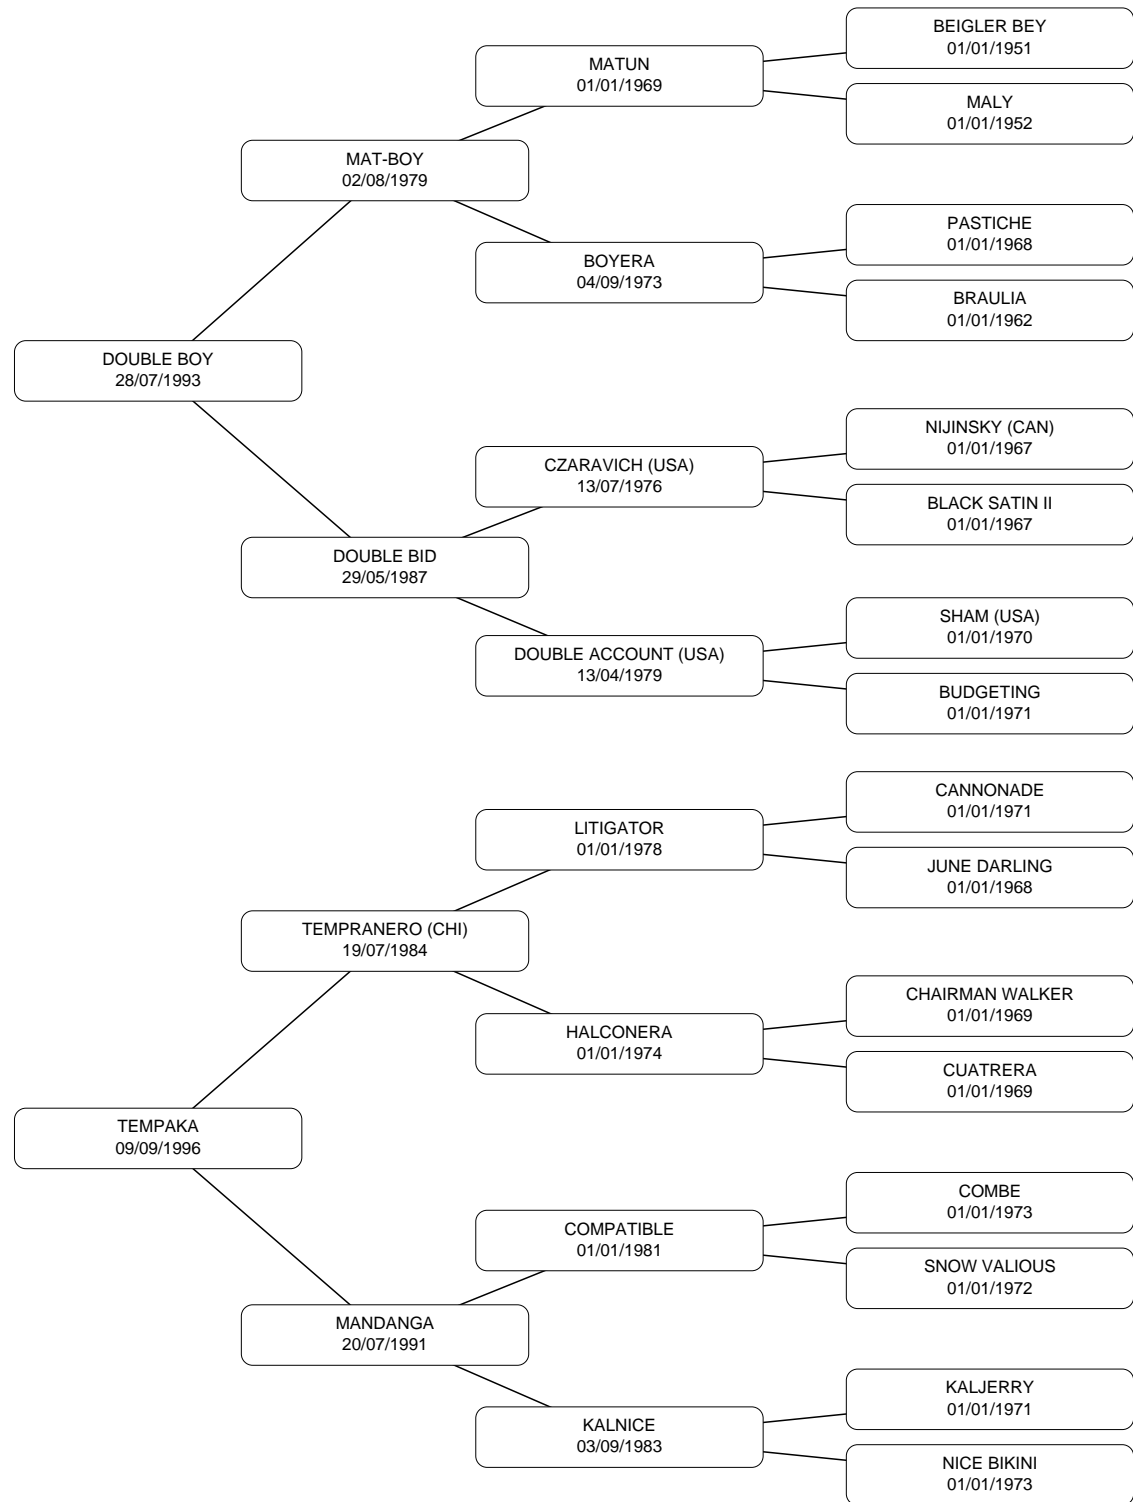 BEIGLER BEY
01/01/1951
MATUN
01/01/1969
MALY
01/01/1952
MAT-BOY
02/08/1979
PASTICHE
01/01/1968
BOYERA
04/09/1973
BRAULIA
01/01/1962
DOUBLE BOY
28/07/1993
NIJINSKY (CAN)
01/01/1967
CZARAVICH (USA)
13/07/1976
BLACK SATIN II
01/01/1967
DOUBLE BID
29/05/1987
SHAM (USA)
01/01/1970
DOUBLE ACCOUNT (USA)
13/04/1979
BUDGETING
01/01/1971
CANNONADE
01/01/1971
LITIGATOR
01/01/1978
JUNE DARLING
01/01/1968
TEMPRANERO (CHI)
19/07/1984
CHAIRMAN WALKER
01/01/1969
HALCONERA
01/01/1974
CUATRERA
01/01/1969
TEMPAKA
09/09/1996
COMBE
01/01/1973
COMPATIBLE
01/01/1981
SNOW VALIOUS
01/01/1972
MANDANGA
20/07/1991
KALJERRY
01/01/1971
KALNICE
03/09/1983
NICE BIKINI
01/01/1973